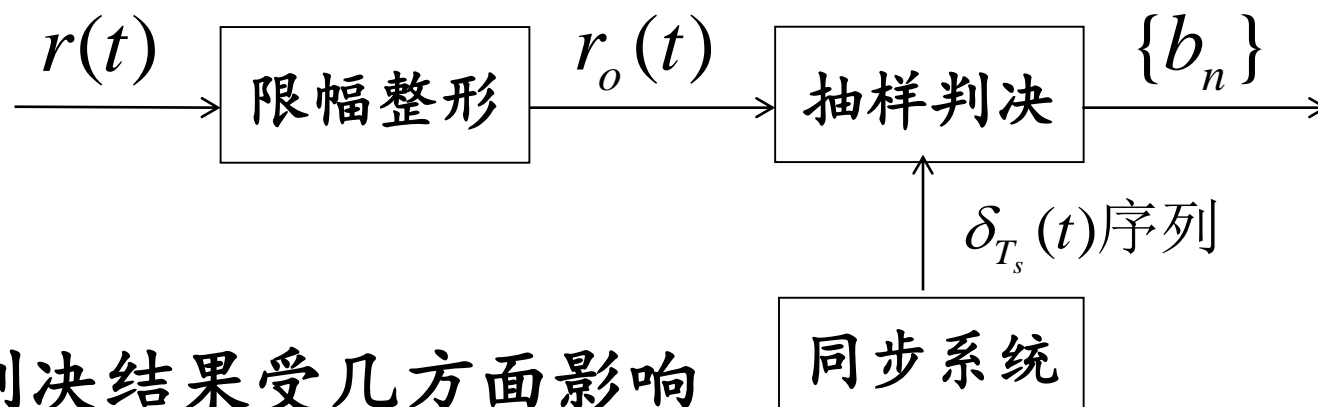 r(t) 限幅整形 r_o(t) 抽样判决 {b_n}
δ_{T_s}(t)序列
同步系统
判决结果受几方面影响